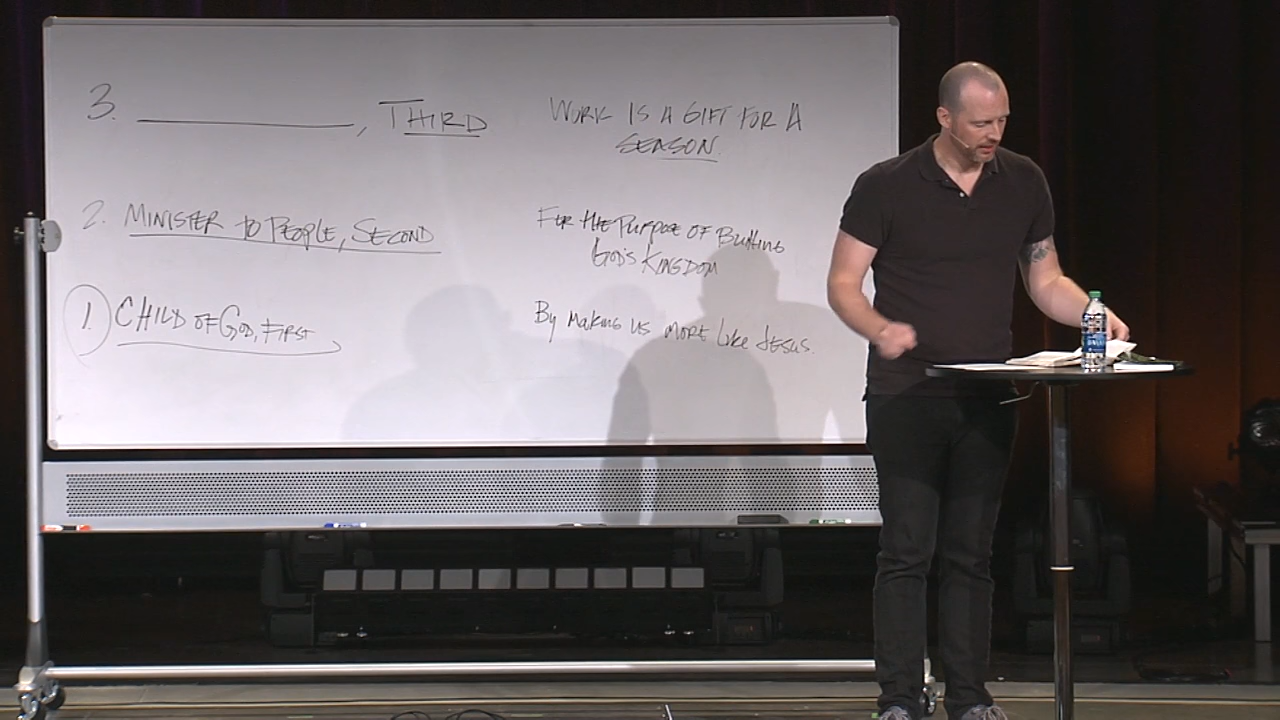 3. __________, THIRD
WORK IS A GIFT FOR A
SEASON.
2. MINISTER TO PEOPLE, SECOND
FOR THE PURPOSE OF BUILDING
GOD'S KINGDOM
1. CHILD OF GOD, FIRST
BY MAKING US MORE LIKE JESUS.